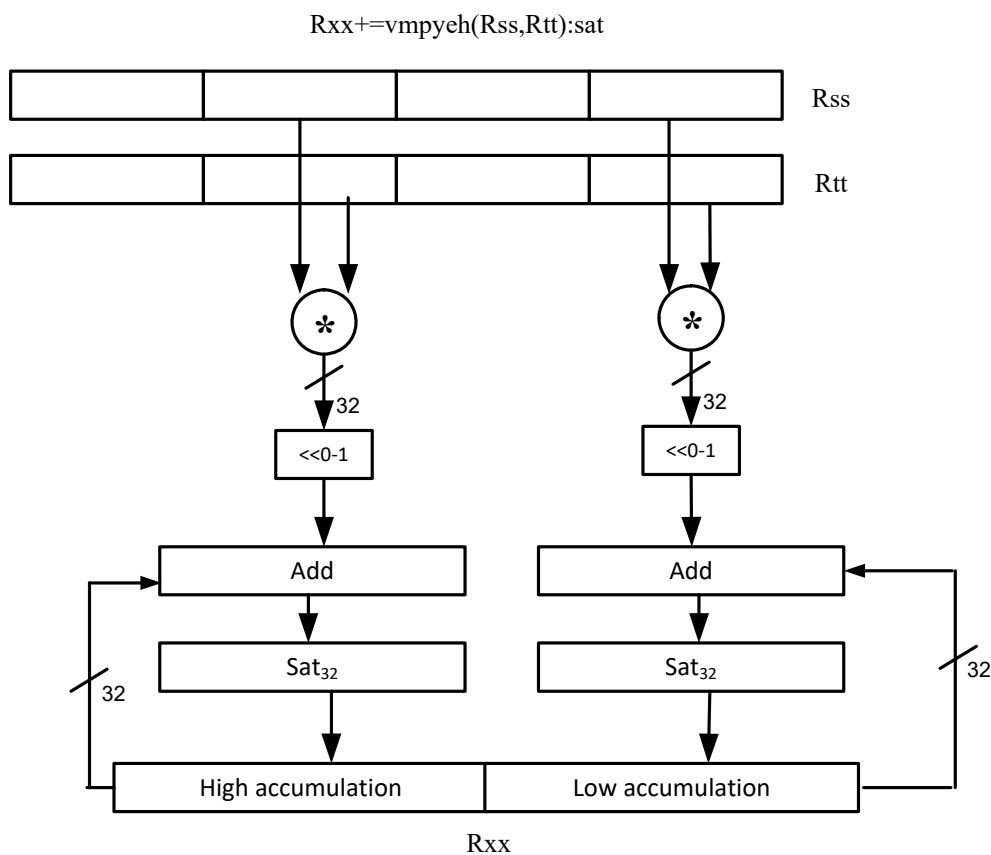 Rxx+=vmpyeh(Rss,Rtt):sat
Rss
Rtt
* *
32 32
<<0-1 <<0-1
Add Add
32 Sat32 Sat32 32
High accumulation Low accumulation
Rxx